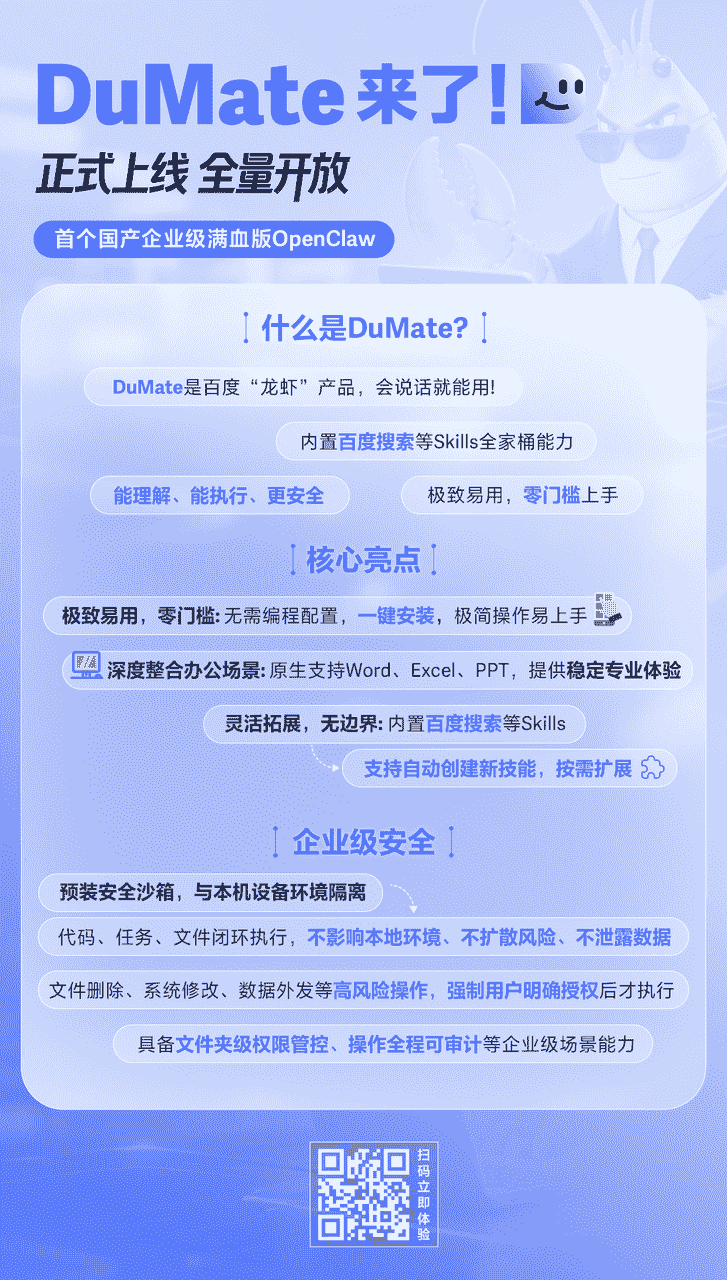 DuMate 来了!
正式上线 全量开放
首个国产企业级满血版OpenClaw
什么是DuMate?
DuMate是百度“龙虾”产品，会说话就能用!
内置百度搜索等Skills全家桶能力
能理解、能执行、更安全
极致易用，零门槛上手
核心亮点
极致易用，零门槛: 无需编程配置，一键安装，极简操作易上手
深度整合办公场景: 原生支持Word、Excel、PPT，提供稳定专业体验
灵活拓展，无边界: 内置百度搜索等Skills
支持自动创建新技能，按需扩展
企业级安全
预装安全沙箱，与本机设备环境隔离
代码、任务、文件闭环执行，不影响本地环境、不扩散风险、不泄露数据
文件删除、系统修改、数据外发等高风险操作，强制用户明确授权后才执行
具备文件夹级权限管控、操作全程可审计等企业级场景能力
扫码立即体验